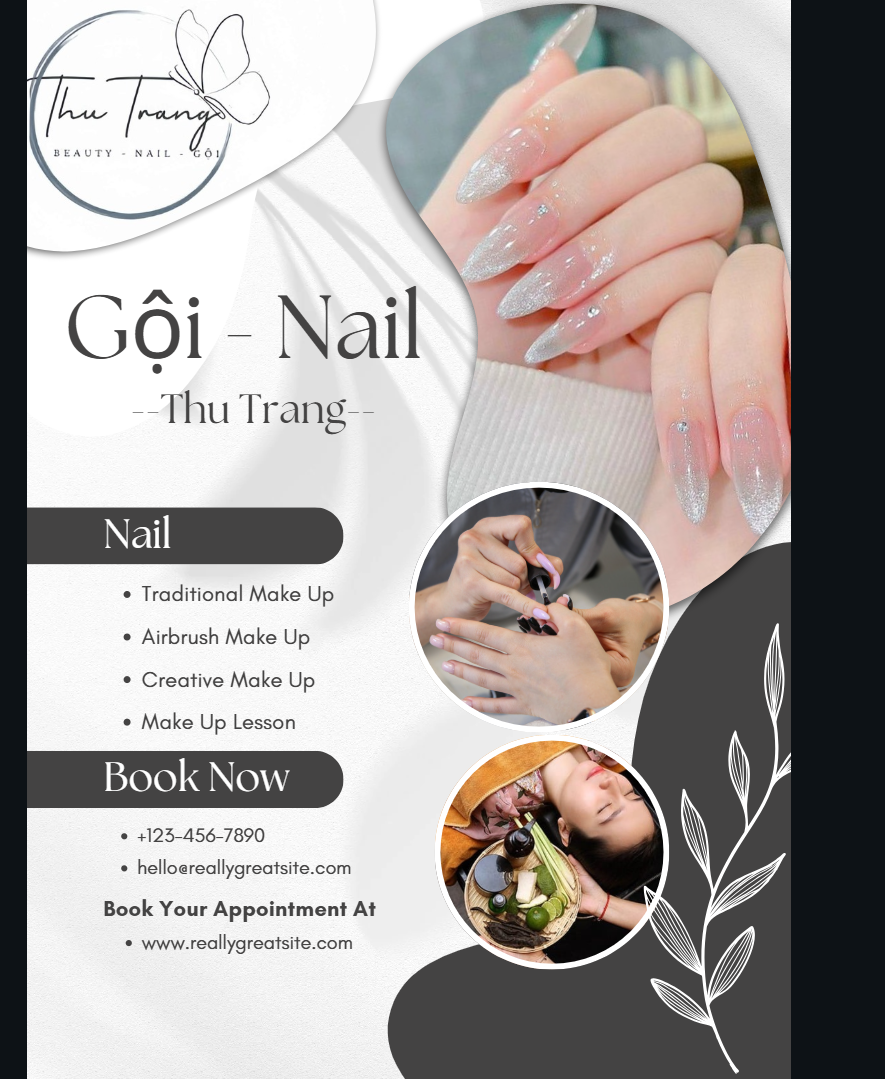 Thu Trang
BEAUTY - NAIL - GỘI
Gội - Nail
--Thu Trang--
Nail
• Traditional Make Up
• Airbrush Make Up
• Creative Make Up
• Make Up Lesson
Book Now
• +123-456-7890
• hello@reallygreatsite.com
Book Your Appointment At
• www.reallygreatsite.com